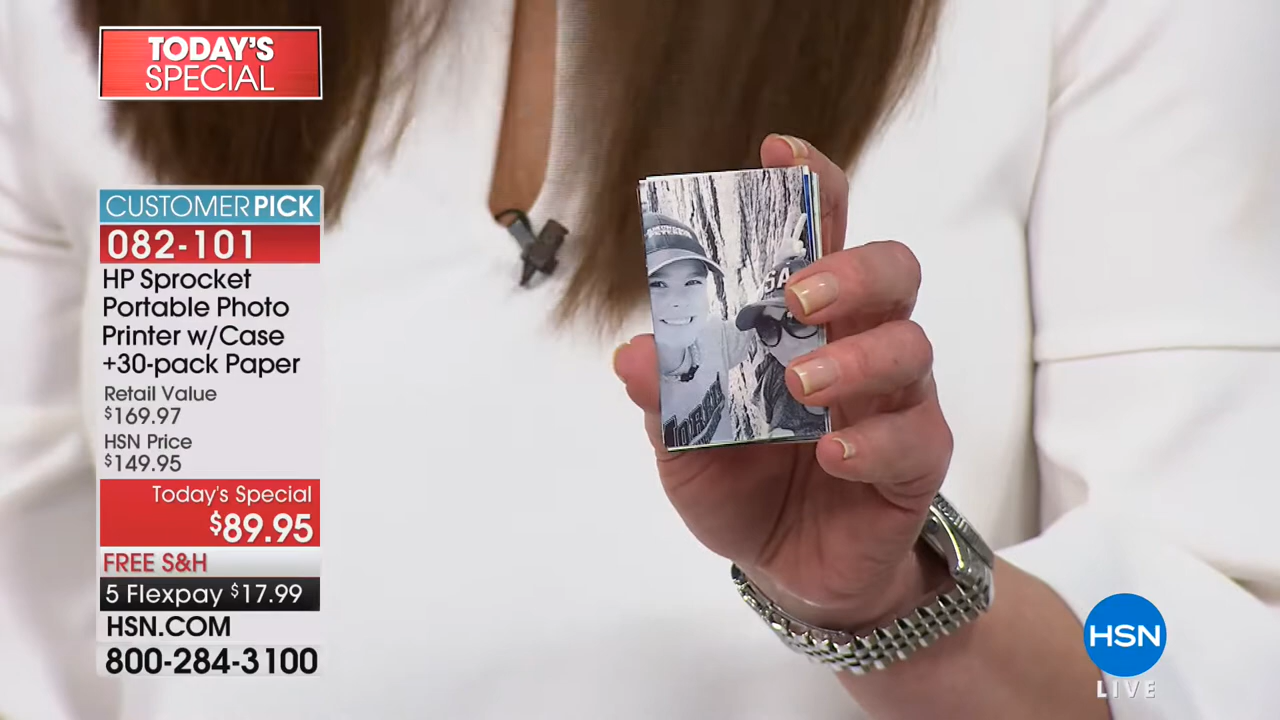 TODAY'S
SPECIAL
CUSTOMER PICK
082-101
HP Sprocket
Portable Photo
Printer w/Case
+30-pack Paper
Retail Value
$169.97
HSN Price
$149.95
Today's Special
$89.95
FREE S&H
5 Flexpay $17.99
HSN.COM
800-284-3100
SA
HSN
LIVE